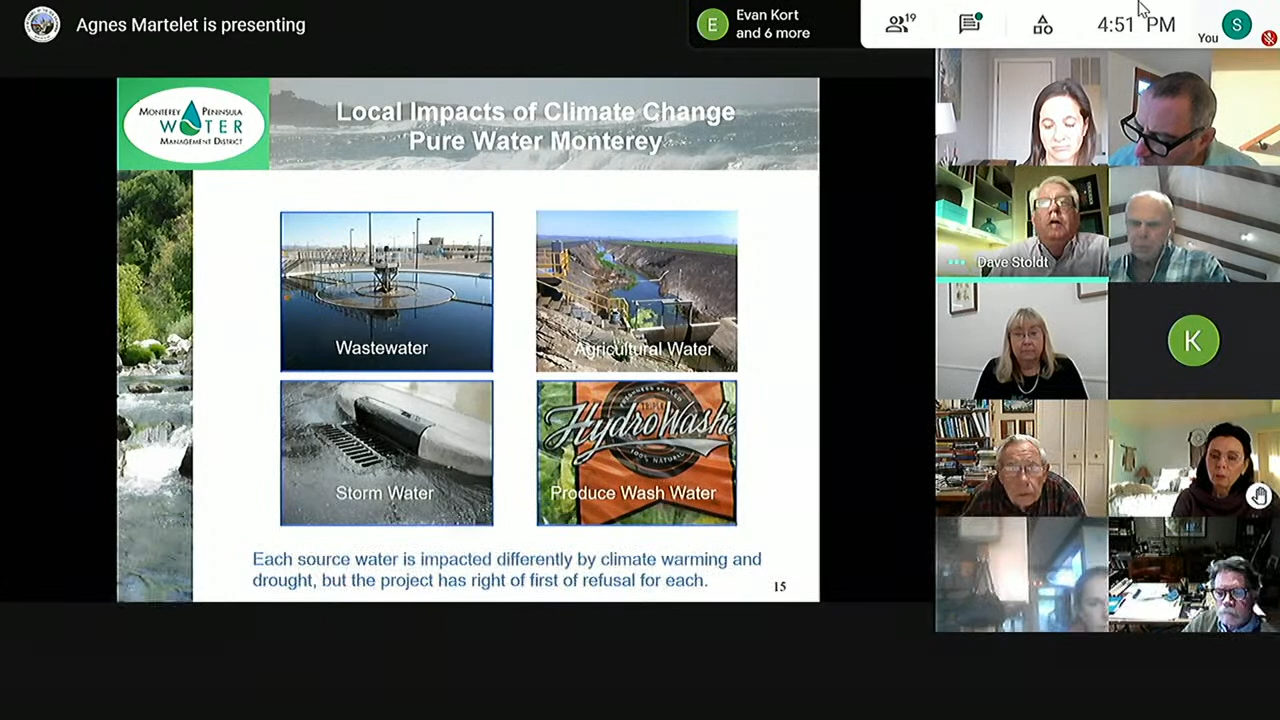 Agnes Martelet is presenting
E
Evan Kort
and 6 more
19
4:51 PM
You
S
MONTEREY PENINSULA
WATER
MANAGEMENT DISTRICT
Local Impacts of Climate Change
Pure Water Monterey
Wastewater
Agricultural Water
HydroWashe
100% NATURAL
Storm Water
Produce Wash Water
Each source water is impacted differently by climate warming and
drought, but the project has right of first of refusal for each.
15
Dave Stoldt
K